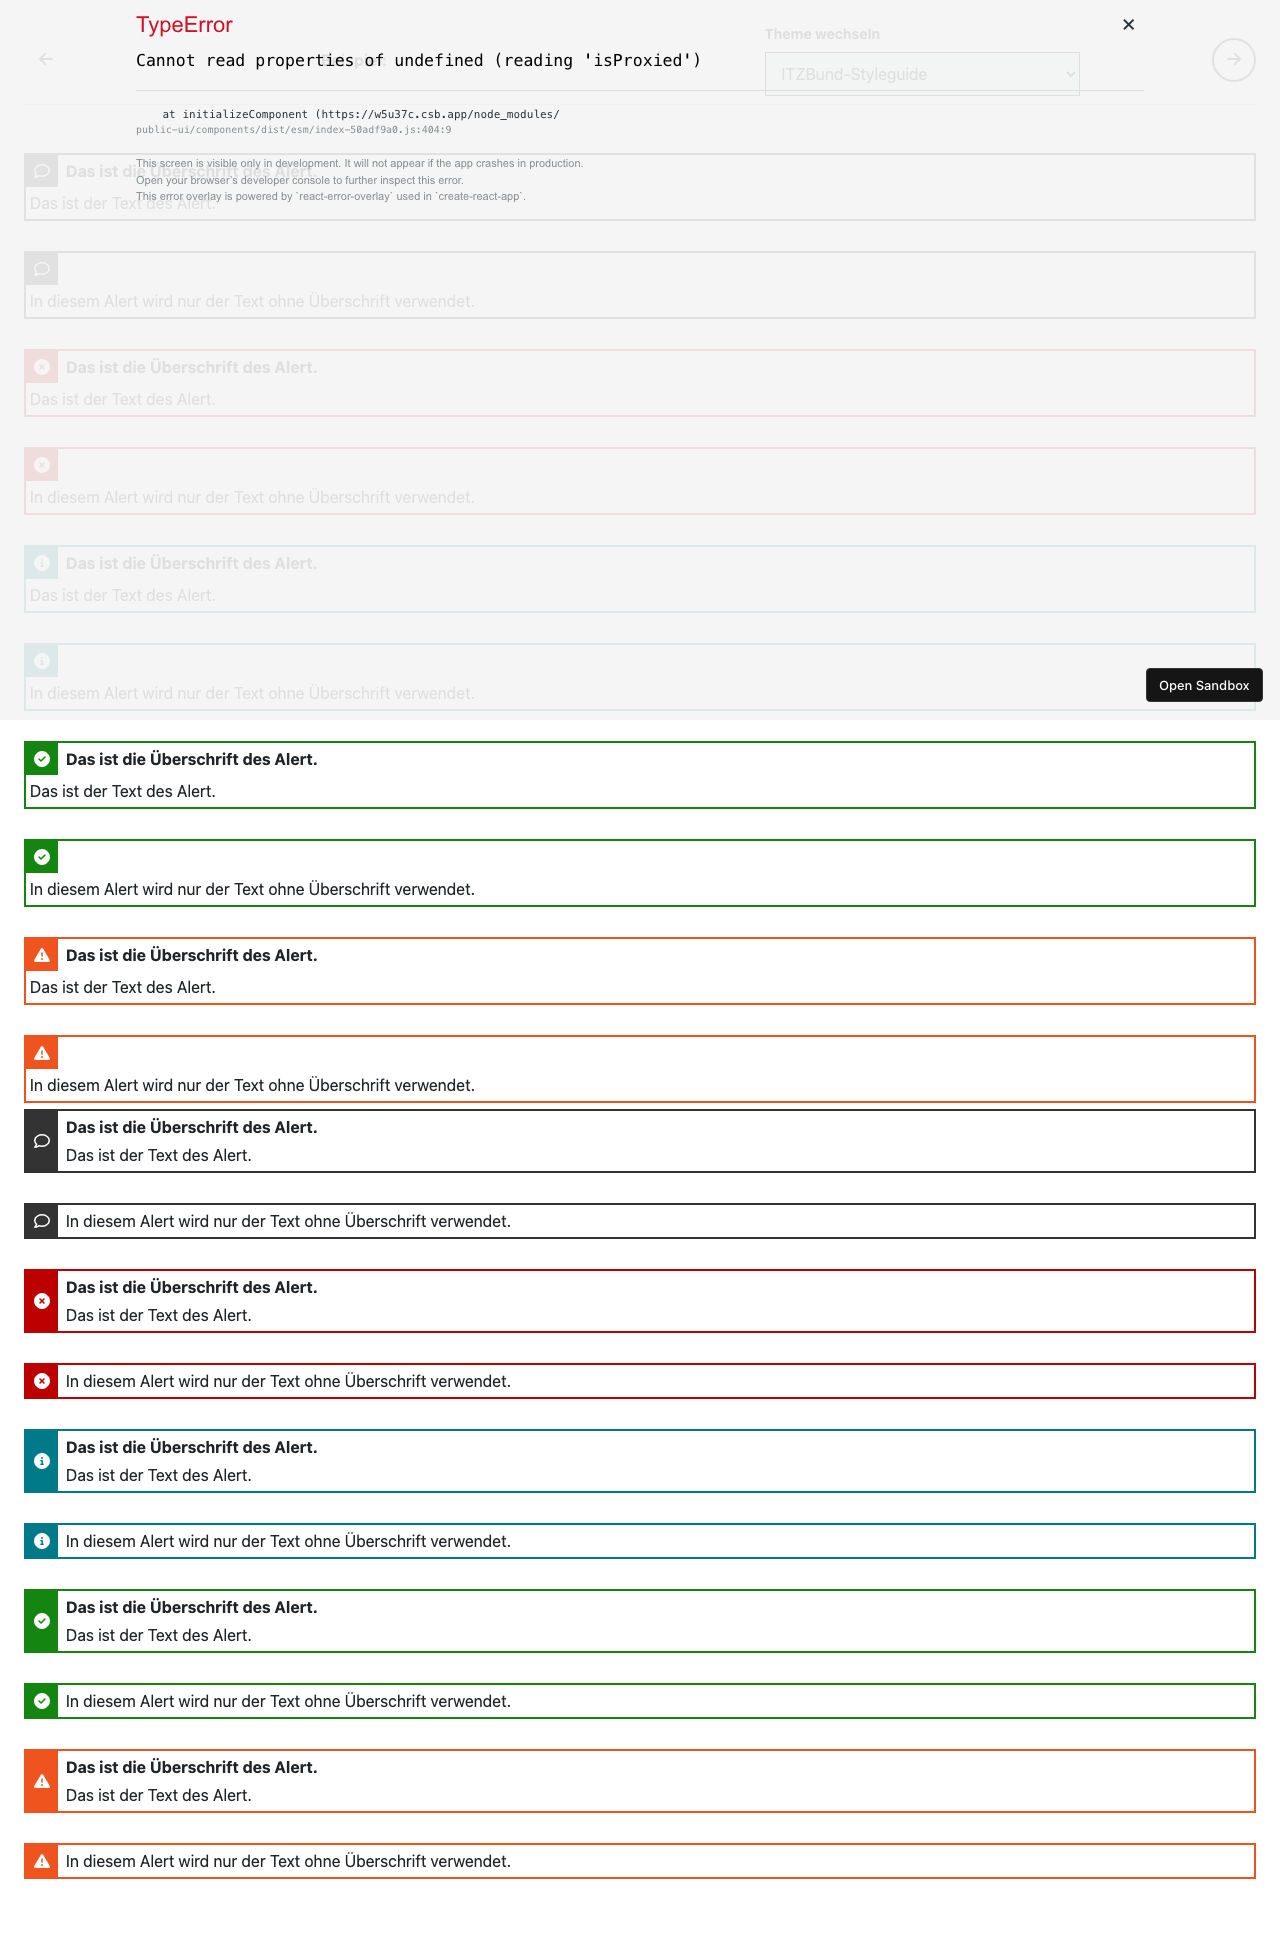 TypeError
Theme wechseln
Cannot read properties of undefined (reading 'isProxied')
ITZBund-Styleguide
at initializeComponent (https://w5u37c.csb.app/node_modules/
public-ui/components/dist/esm/index-50adf9a0.js:404:9
This screen is visible only in development. It will not appear if the app crashes in production.
Das ist die Überschrift des Alert.
Open your browser's developer console to further inspect this error.
This error overlay is powered by `react-error-overlay` used in `create-react-app`.
Das ist der Text des Alert.
In diesem Alert wird nur der Text ohne Überschrift verwendet.
Das ist die Überschrift des Alert.
Das ist der Text des Alert.
In diesem Alert wird nur der Text ohne Überschrift verwendet.
Das ist die Überschrift des Alert.
Das ist der Text des Alert.
In diesem Alert wird nur der Text ohne Überschrift verwendet.
Open Sandbox
Das ist die Überschrift des Alert.
Das ist der Text des Alert.
In diesem Alert wird nur der Text ohne Überschrift verwendet.
Das ist die Überschrift des Alert.
Das ist der Text des Alert.
In diesem Alert wird nur der Text ohne Überschrift verwendet.
Das ist die Überschrift des Alert.
Das ist der Text des Alert.
In diesem Alert wird nur der Text ohne Überschrift verwendet.
Das ist die Überschrift des Alert.
Das ist der Text des Alert.
In diesem Alert wird nur der Text ohne Überschrift verwendet.
Das ist die Überschrift des Alert.
Das ist der Text des Alert.
In diesem Alert wird nur der Text ohne Überschrift verwendet.
Das ist die Überschrift des Alert.
Das ist der Text des Alert.
In diesem Alert wird nur der Text ohne Überschrift verwendet.
Das ist die Überschrift des Alert.
Das ist der Text des Alert.
In diesem Alert wird nur der Text ohne Überschrift verwendet.